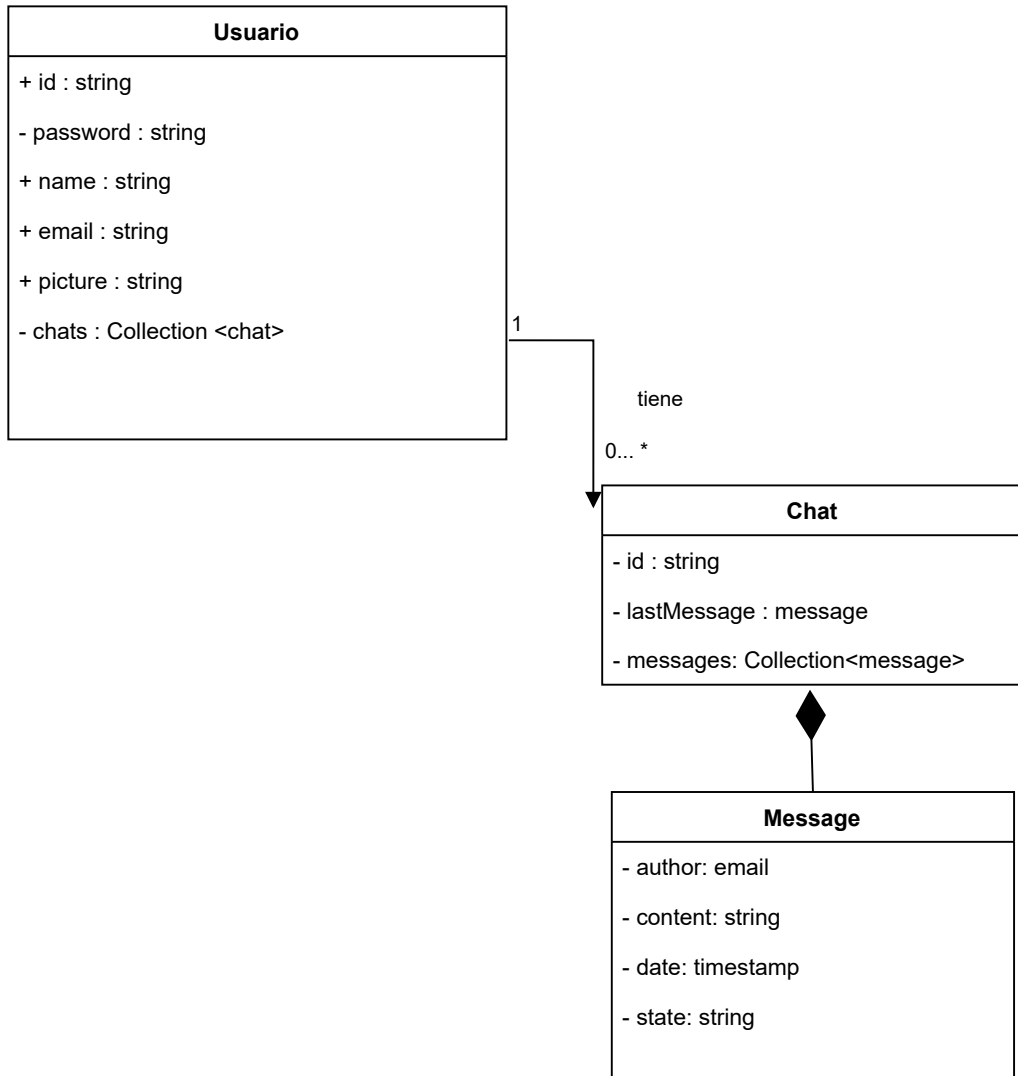 Usuario
+ id : string
- password : string
+ name : string
+ email : string
+ picture : string
- chats : Collection <chat>
1
tiene
0... *
Chat
- id : string
- lastMessage : message
- messages: Collection<message>
Message
- author: email
- content: string
- date: timestamp
- state: string